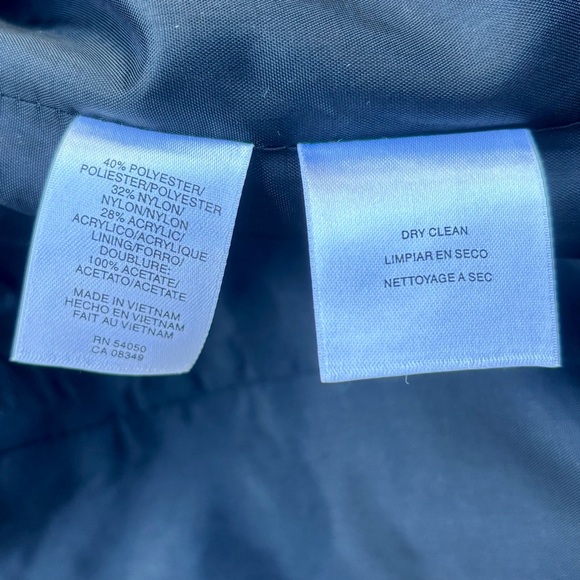 40% POLYESTER/
POLIESTER/POLYESTER
32% NYLON/
NYLON/NYLON
28% ACRYLIC/
ACRYLICO/ACRYLIQUE
LINING/FORRO/
DOUBLURE:
100% ACETATE/
ACETATO/ACETATE
MADE IN VIETNAM
HECHO EN VIETNAM
FAIT AU VIETNAM
RN 54050
CA 08349
DRY CLEAN
LIMPIAR EN SECO
NETTOYAGE A SEC